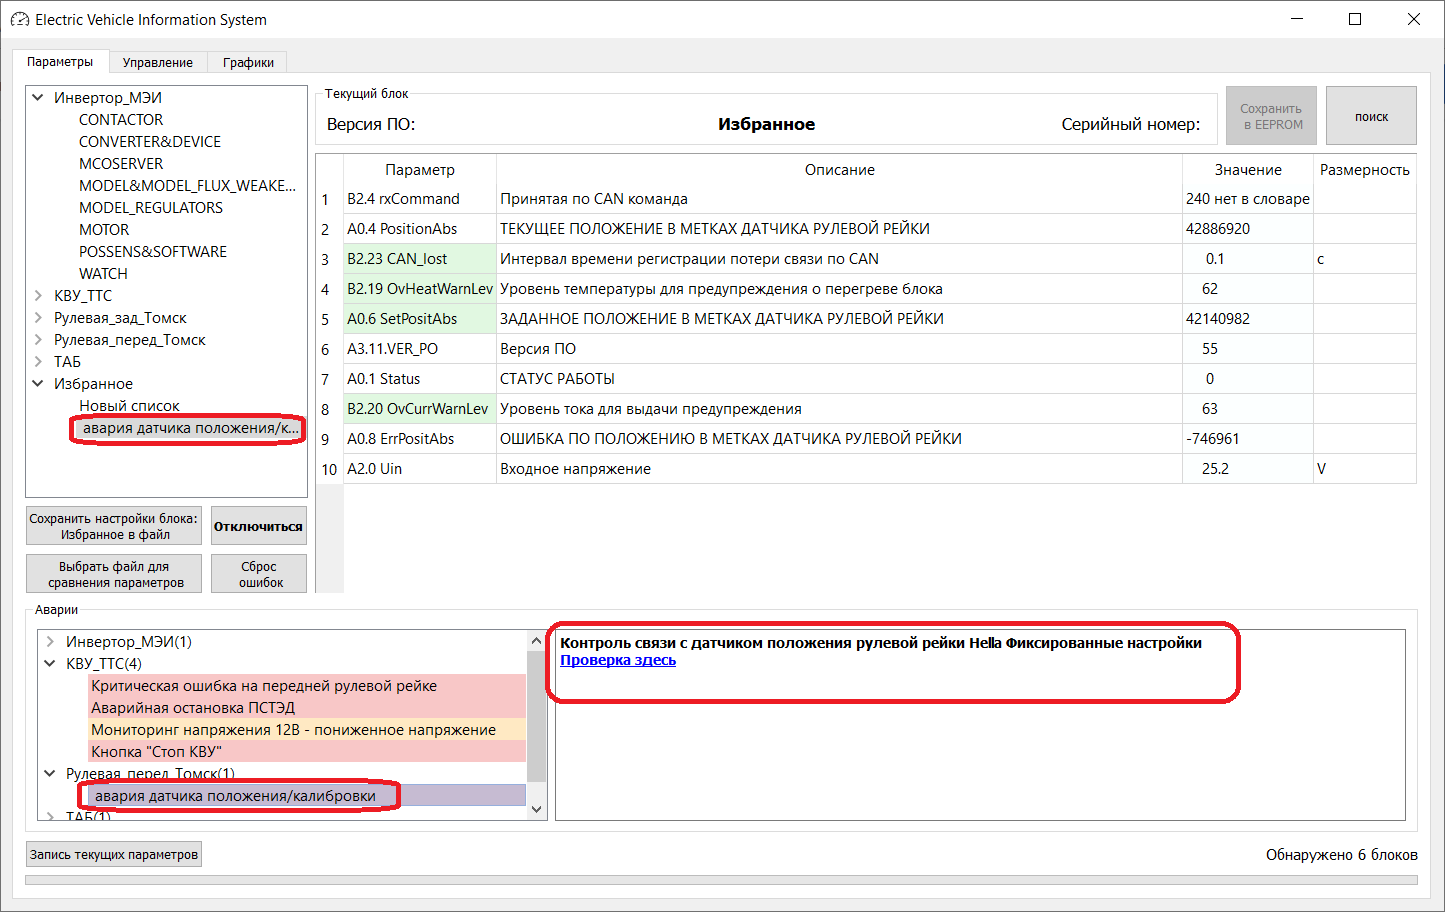 Electric Vehicle Information System
Параметры Управление Графики
Инвертор_МЭИ
CONTACTOR
CONVERTER&DEVICE
MCOSERVER
MODEL&MODEL_FLUX_WEAKE...
MODEL_REGULATORS
MOTOR
POSSENS&SOFTWARE
WATCH
КВУ_ТТС
Рулевая_зад_Томск
Рулевая_перед_Томск
ТАБ
Избранное
Новый список
авария датчика положения/к...
Сохранить настройки блока:
Избранное в файл
Отключиться
Выбрать файл для
сравнения параметров
Сброс
ошибок
Текущий блок
Версия ПО: Избранное Серийный номер:
Сохранить
в EEPROM
поиск
Параметр Описание Значение Размерность
1 B2.4 rxCommand Принятая по CAN команда 240 нет в словаре
2 A0.4 PositionAbs ТЕКУЩЕЕ ПОЛОЖЕНИЕ В МЕТКАХ ДАТЧИКА РУЛЕВОЙ РЕЙКИ 42886920
3 B2.23 CAN_lost Интервал времени регистрации потери связи по CAN 0.1 с
4 B2.19 OvHeatWarnLev Уровень температуры для предупреждения о перегреве блока 62
5 A0.6 SetPositAbs ЗАДАННОЕ ПОЛОЖЕНИЕ В МЕТКАХ ДАТЧИКА РУЛЕВОЙ РЕЙКИ 42140982
6 A3.11.VER_PO Версия ПО 55
7 A0.1 Status СТАТУС РАБОТЫ 0
8 B2.20 OvCurrWarnLev Уровень тока для выдачи предупреждения 63
9 A0.8 ErrPositAbs ОШИБКА ПО ПОЛОЖЕНИЮ В МЕТКАХ ДАТЧИКА РУЛЕВОЙ РЕЙКИ -746961
10 A2.0 Uin Входное напряжение 25.2 V
Аварии
Инвертор_МЭИ(1)
КВУ_ТТС(4)
Критическая ошибка на передней рулевой рейке
Аварийная остановка ПСТЭД
Мониторинг напряжения 12В - пониженное напряжение
Кнопка "Стоп КВУ"
Рулевая_перед_Томск(1)
авария датчика положения/калибровки
ТАБ(1)
Контроль связи с датчиком положения рулевой рейки Hella Фиксированные настройки
Проверка здесь
Запись текущих параметров
Обнаружено 6 блоков